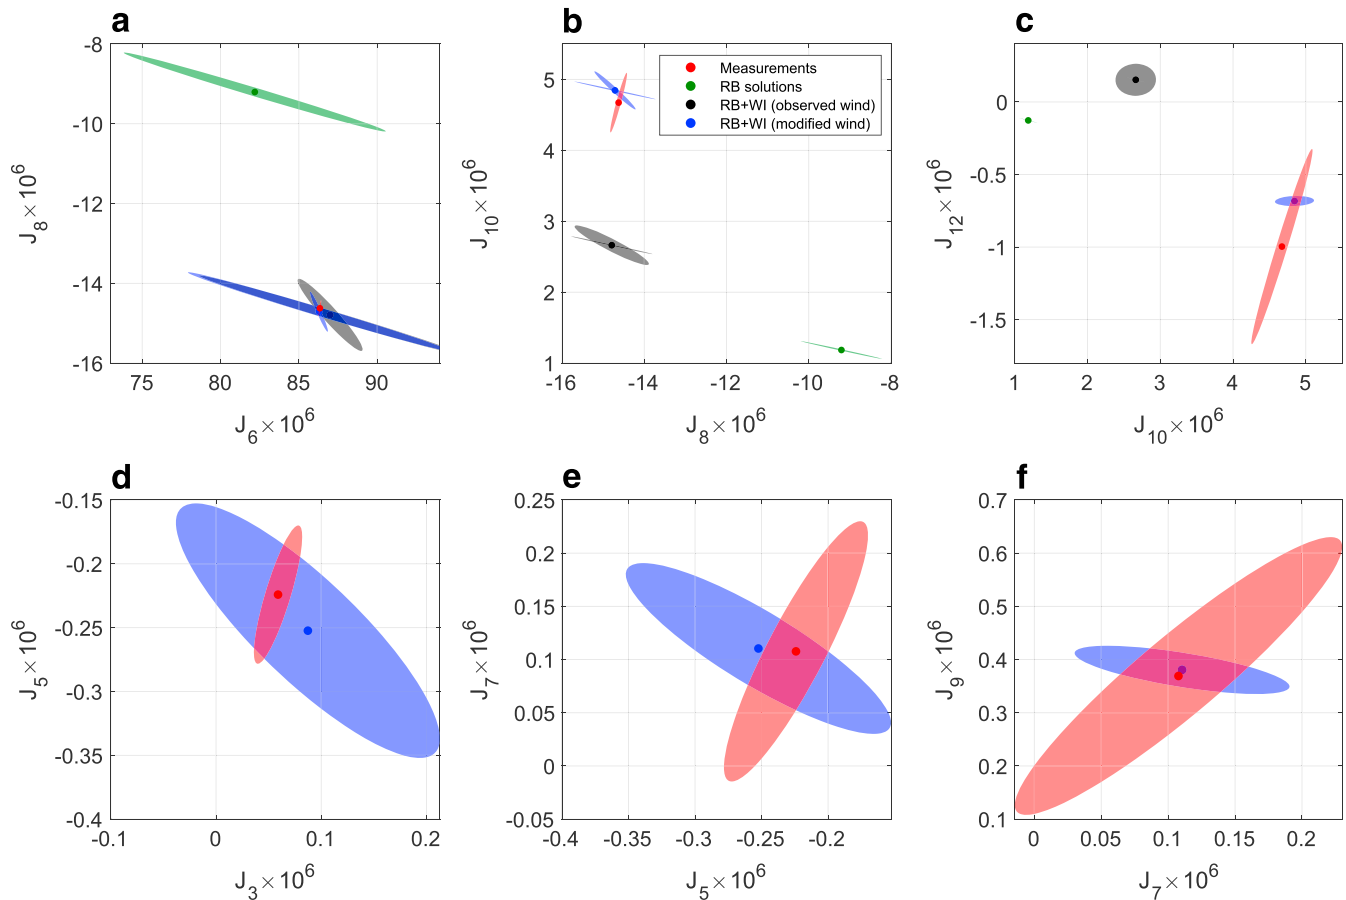 a
b
c
-8
-10
-12
-14
-16
J8×10^6
75
80
85
90
J6×10^6
5
4
3
2
1
J10×10^6
Measurements
RB solutions
RB+WI (observed wind)
RB+WI (modified wind)
-16
-14
-12
-10
-8
J8×10^6
0
-0.5
-1
-1.5
J12×10^6
1
2
3
4
5
J10×10^6
d
e
f
-0.15
-0.2
-0.25
-0.3
-0.35
-0.4
J5×10^6
-0.1
0
0.1
0.2
J3×10^6
0.25
0.2
0.15
0.1
0.05
0
-0.05
J7×10^6
-0.4
-0.35
-0.3
-0.25
-0.2
J5×10^6
0.7
0.6
0.5
0.4
0.3
0.2
0.1
J9×10^6
0
0.05
0.1
0.15
0.2
J7×10^6